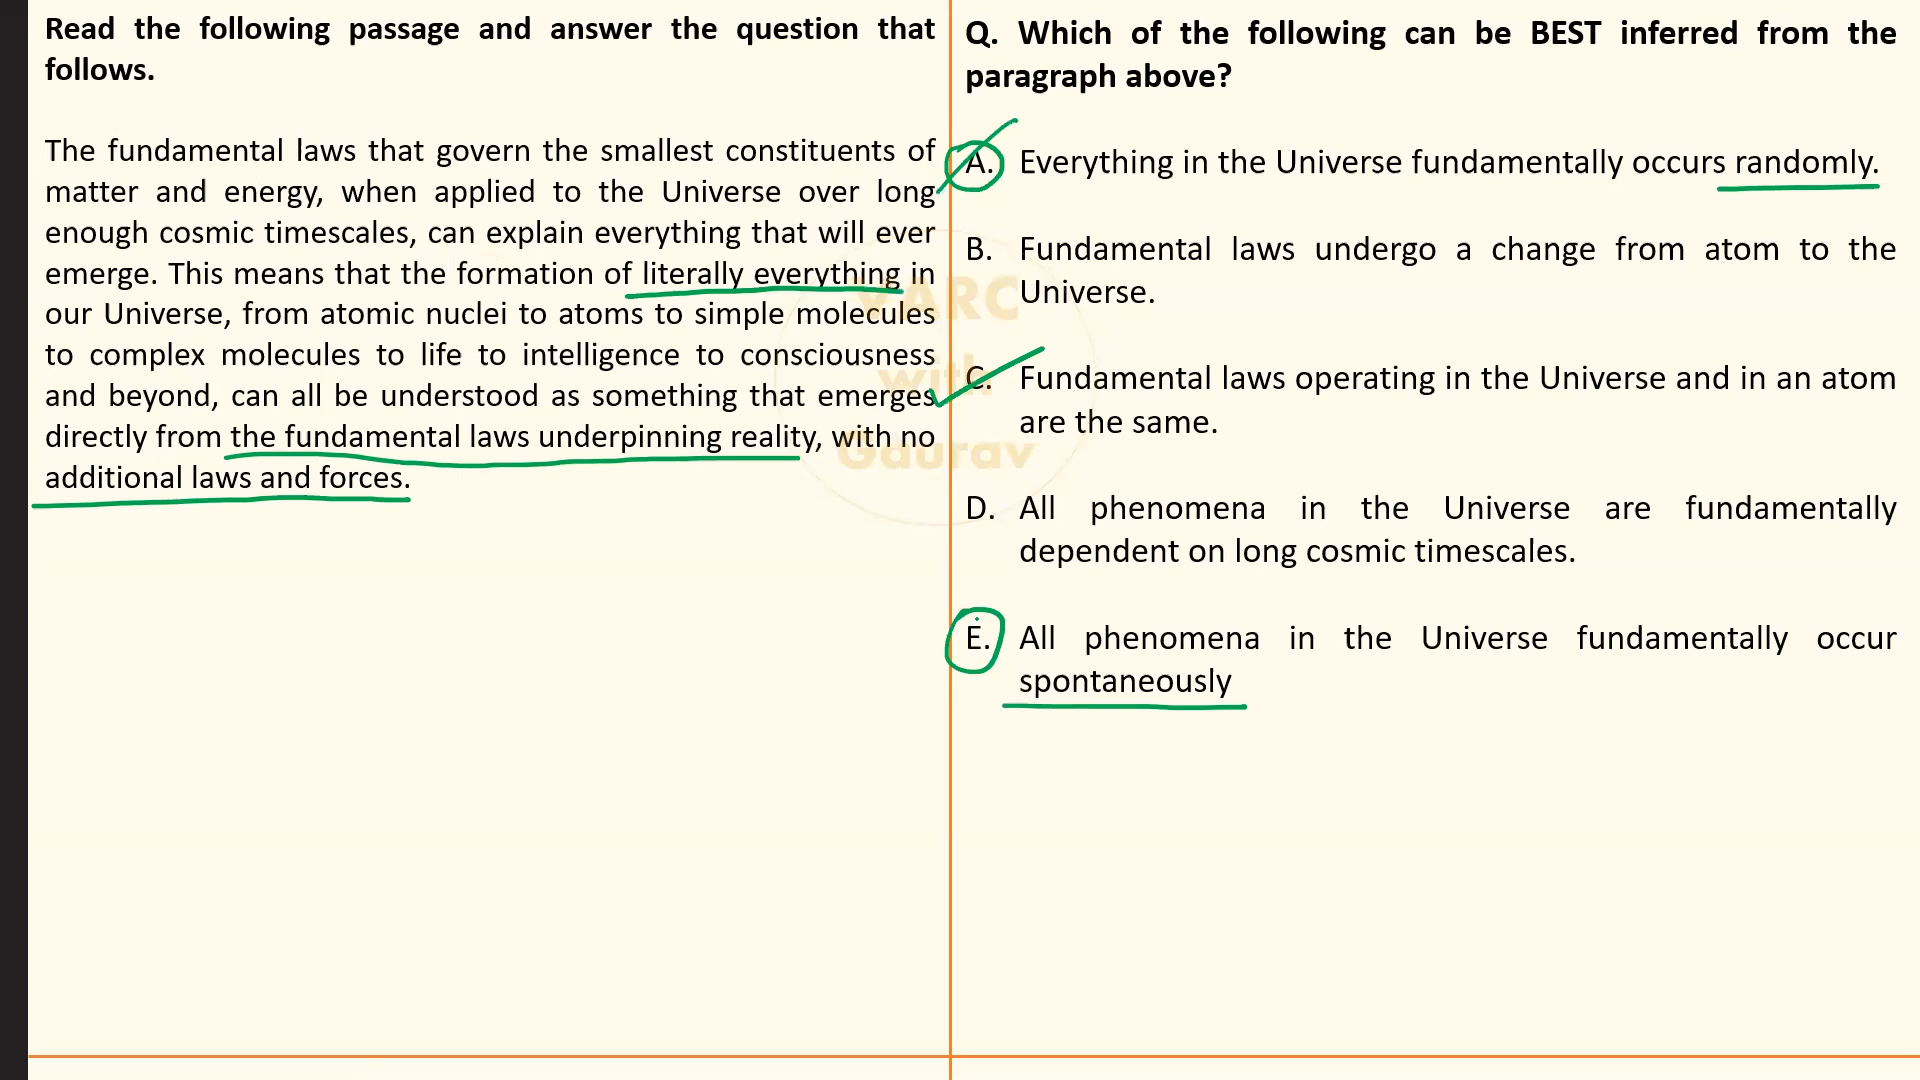 Read the following passage and answer the question that
follows.
The fundamental laws that govern the smallest constituents of
matter and energy, when applied to the Universe over long
enough cosmic timescales, can explain everything that will ever
emerge. This means that the formation of literally everything in
our Universe, from atomic nuclei to atoms to simple molecules
to complex molecules to life to intelligence to consciousness
and beyond, can all be understood as something that emerges
directly from the fundamental laws underpinning reality, with no
additional laws and forces.
VARC
with
Gaurav
Q. Which of the following can be BEST inferred from the
paragraph above?
A. Everything in the Universe fundamentally occurs randomly.
B. Fundamental laws undergo a change from atom to the
Universe.
C. Fundamental laws operating in the Universe and in an atom
are the same.
D. All phenomena in the Universe are fundamentally
dependent on long cosmic timescales.
E. All phenomena in the Universe fundamentally occur
spontaneously